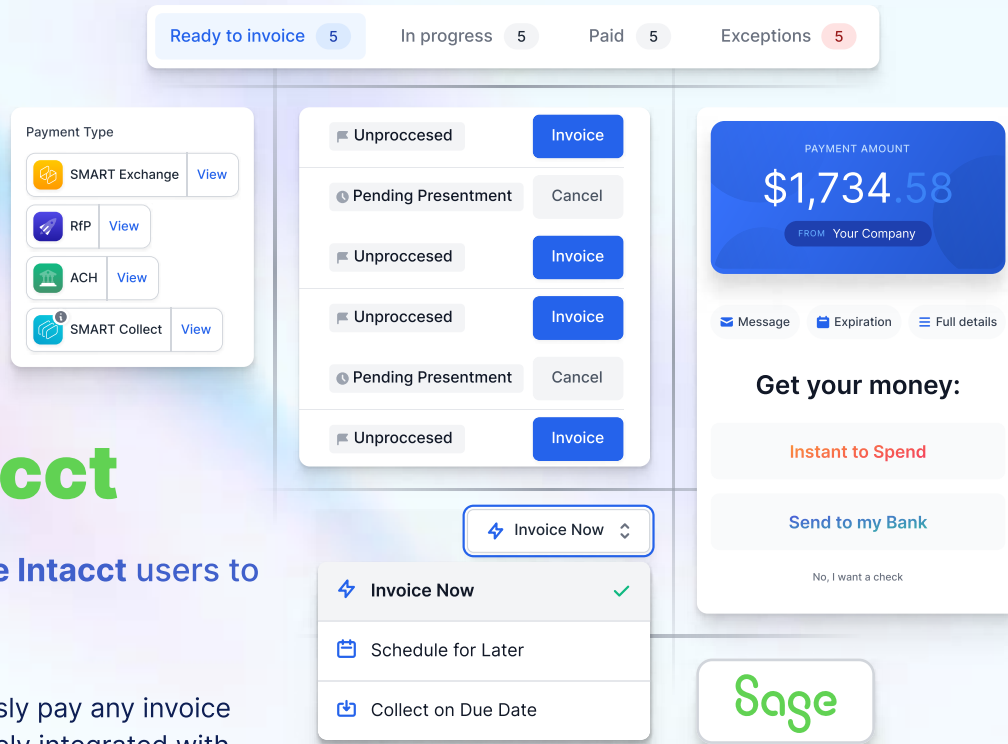 Ready to invoice 5 In progress 5 Paid 5 Exceptions 5
Payment Type
SMART Exchange View
RfP View
ACH View
SMART Collect View
Unproccesed Invoice
Pending Presentment Cancel
Unproccesed Invoice
Unproccesed Invoice
Pending Presentment Cancel
Unproccesed Invoice
PAYMENT AMOUNT
$1,734.58
FROM Your Company
Message Expiration Full details
Get your money:
Instant to Spend
Send to my Bank
No, I want a check
cct
e Intacct users to
sly pay any invoice
ely integrated with
Invoice Now
Invoice Now
Schedule for Later
Collect on Due Date
Sage